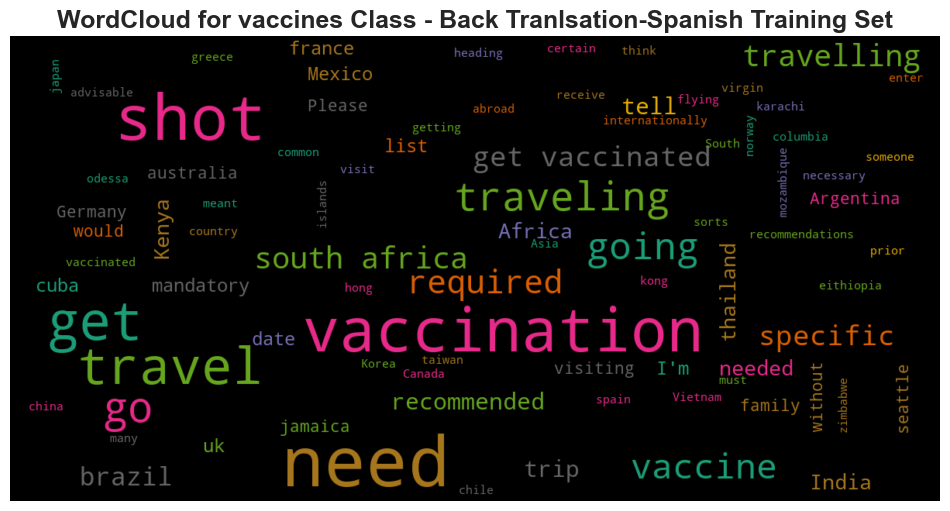 WordCloud for vaccines Class - Back Tranlsation-Spanish Training Set
japan
greece
france
heading
certain
think
travelling
Mexico
advisable
shot
Please
abroad
receive
tell
flying
virgin
enter
internationally
karachi
getting
list
common
get vaccinated
South
norway
columbia
someone
odessa
australia
visit
islands
traveling
mozambique
necessary
Argentina
Germany
would
Kenya
meant
country
Africa
Asia
going
sorts
recommendations
prior
vaccinated
south africa
cuba
mandatory
hong
required
kong
thailand
eithiopia
get
date
vaccination
specific
travel
Korea
taiwan
Canada
visiting
I'm
needed
must
without
zimbabwe
seattle
china
go
recommended
spain
Vietnam
family
many
uk
jamaica
brazil
need
chile
trip
vaccine
India